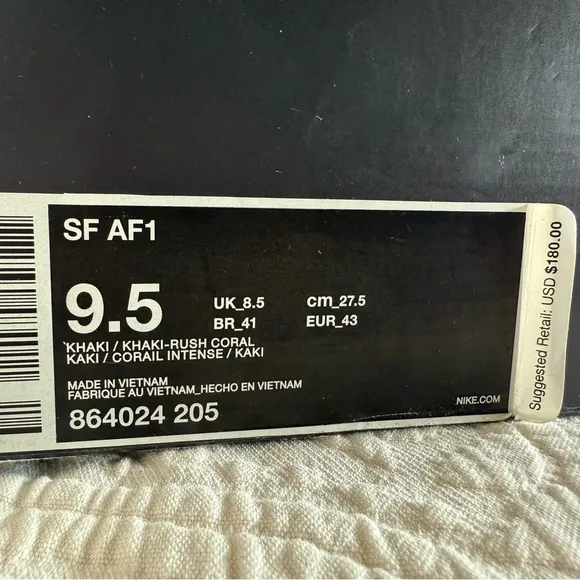 SF AF1
9.5
UK_8.5
cm_27.5
BR_41
EUR_43
KHAKI / KHAKI-RUSH CORAL
KAKI / CORAIL INTENSE / KAKI
MADE IN VIETNAM
FABRIQUE AU VIETNAM_HECHO EN VIETNAM
864024 205
NIKE.COM
Suggested Retail: USD $180.00